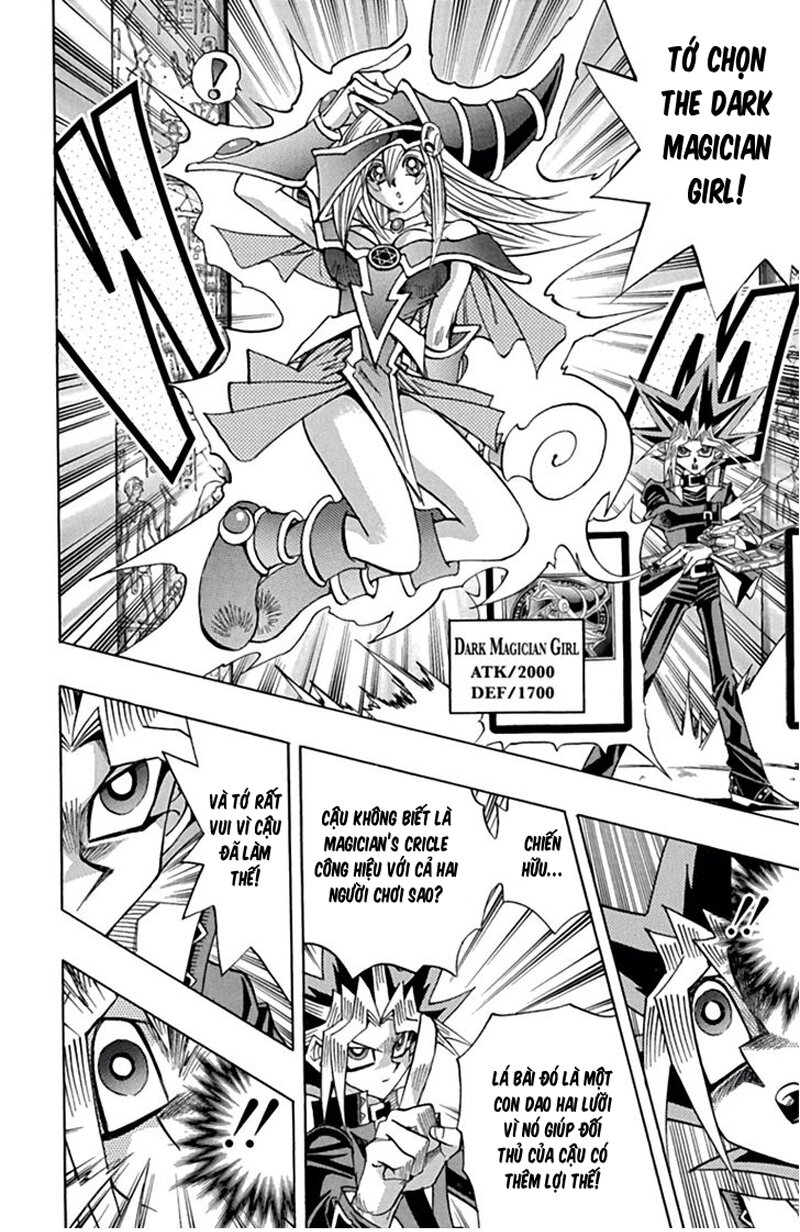 TỚ CHỌN
THE DARK
MAGICIAN
GIRL!
!
DARK MAGICIAN GIRL
ATK/2000
DEF/1700
!!
CHIẾN
HỮU...
CẬU KHÔNG BIẾT LÀ
MAGICIAN'S CRICLE
CÔNG HIỆU VỚI CẢ HAI
NGƯỜI CHƠI SAO?
LÁ BÀI ĐÓ LÀ MỘT
CON DAO HAI LƯỠI
VÌ NÓ GIÚP ĐỐI
THỦ CỦA CẬU CÓ
THÊM LỢI THẾ!
VÀ TỚ RẤT
VUI VÌ CẬU
ĐÃ LÀM
THẾ!
!!